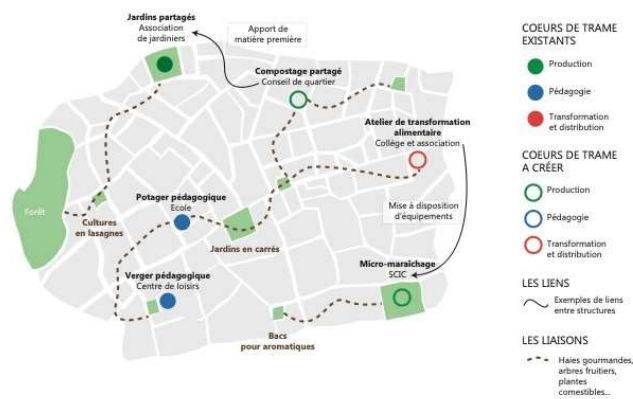 Jardins partagés
Association
de jardiniers
Apport de
matière première
Compostage partagé
Conseil de quartier
Atelier de transformation
alimentaire
Collège et association
Forêt
Cultures
en lasagnes
Potager pédagogique
Ecole
Jardins en carrés
Mise à disposition
d'équipements
Verger pédagogique
Centre de loisirs
Micro-maraîchage
SCIC
Bacs
pour aromatiques
COEURS DE TRAME
EXISTANTS
Production
Pédagogie
Transformation
et distribution
COEURS DE TRAME
A CRÉER
Production
Pédagogie
Transformation
et distribution
LES LIENS
Exemples de liens
entre structures
LES LIAISONS
Haies gourmandes,
arbres fruitiers,
plantes
comestibles...